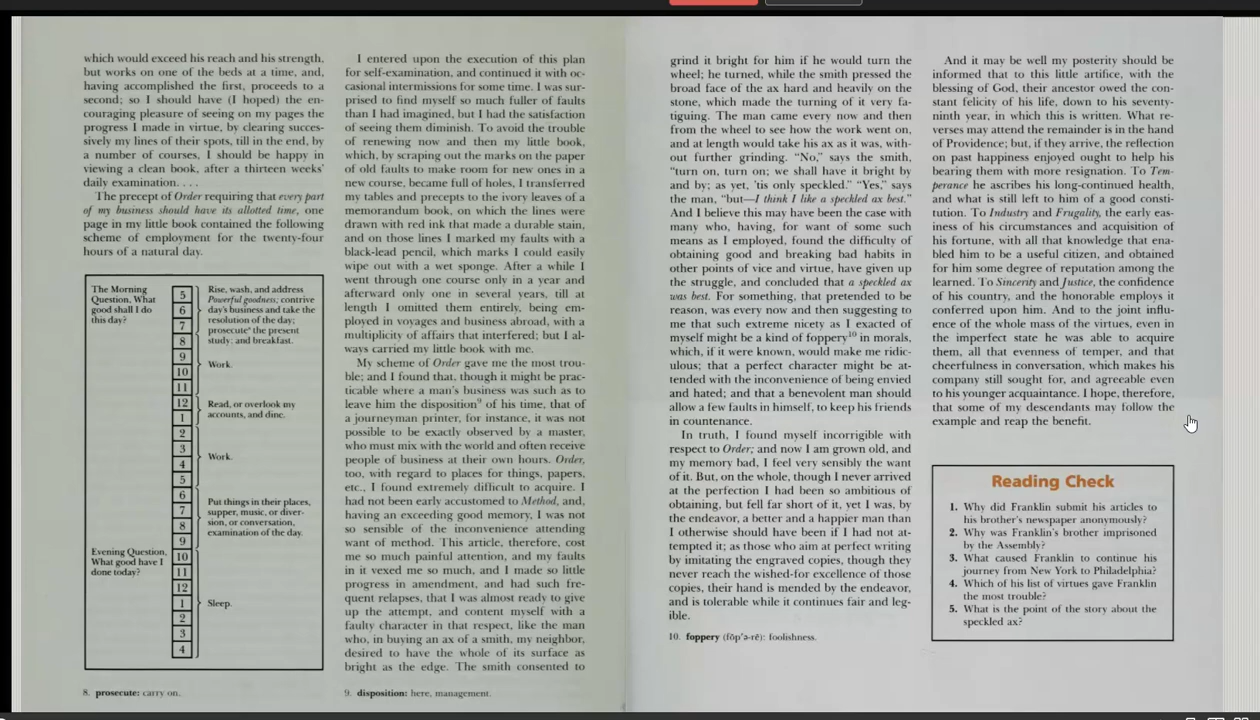 which would exceed his reach and his strength,
but works on one of the beds at a time, and,
having accomplished the first, proceeds to a
second; so I should have (I hoped) the en-
couraging pleasure of seeing on my pages the
progress I made in virtue, by clearing succes-
sively my lines of their spots, till in the end, by
a number of courses, I should be happy in
viewing a clean book, after a thirteen weeks'
daily examination. . . .
The precept of Order requiring that every part
of my business should have its allotted time, one
page in my little book contained the following
scheme of employment for the twenty-four
hours of a natural day.
The Morning
Question, What
good shall I do
this day?
5
6
7
8
Rise, wash, and address
Powerful goodness; contrive
day's business and take the
resolution of the day;
prosecute⁸ the present
study: and breakfast.
9
10
11
Work.
12
1
Read, or overlook my
accounts, and dine.
2
3
4
5
Work.
6
7
8
9
Put things in their places,
supper, music, or diver-
sion, or conversation,
examination of the day.
Evening Question,
What good have I
done today?
10
11
12
1
2
3
4
Sleep.
8. prosecute: carry on.
I entered upon the execution of this plan
for self-examination, and continued it with oc-
casional intermissions for some time. I was sur-
prised to find myself so much fuller of faults
than I had imagined, but I had the satisfaction
of seeing them diminish. To avoid the trouble
of renewing now and then my little book,
which, by scraping out the marks on the paper
of old faults to make room for new ones in a
new course, became full of holes, I transferred
my tables and precepts to the ivory leaves of a
memorandum book, on which the lines were
drawn with red ink that made a durable stain,
and on those lines I marked my faults with a
black-lead pencil, which marks I could easily
wipe out with a wet sponge. After a while I
went through one course only in a year and
afterward only one in several years, till at
length I omitted them entirely, being em-
ployed in voyages and business abroad, with a
multiplicity of affairs that interfered; but I al-
ways carried my little book with me.
My scheme of Order gave me the most trou-
ble; and I found that, though it might be prac-
ticable where a man's business was such as to
leave him the disposition⁹ of his time, that of
a journeyman printer, for instance, it was not
possible to be exactly observed by a master,
who must mix with the world and often receive
people of business at their own hours. Order,
too, with regard to places for things, papers,
etc., I found extremely difficult to acquire. I
had not been early accustomed to Method, and,
having an exceeding good memory, I was not
so sensible of the inconvenience attending
want of method. This article, therefore, cost
me so much painful attention, and my faults
in it vexed me so much, and I made so little
progress in amendment, and had such fre-
quent relapses, that I was almost ready to give
up the attempt, and content myself with a
faulty character in that respect, like the man
who, in buying an ax of a smith, my neighbor,
desired to have the whole of its surface as
bright as the edge. The smith consented to
9. disposition: here, management.
grind it bright for him if he would turn the
wheel; he turned, while the smith pressed the
broad face of the ax hard and heavily on the
stone, which made the turning of it very fa-
tiguing. The man came every now and then
from the wheel to see how the work went on,
and at length would take his ax as it was, with-
out further grinding. "No," says the smith,
"turn on, turn on; we shall have it bright by
and by; as yet, 'tis only speckled." "Yes," says
the man, "but—I think I like a speckled ax best."
And I believe this may have been the case with
many who, having, for want of some such
means as I employed, found the difficulty of
obtaining good and breaking bad habits in
other points of vice and virtue, have given up
the struggle, and concluded that a speckled ax
was best. For something, that pretended to be
reason, was every now and then suggesting to
me that such extreme nicety as I exacted of
myself might be a kind of foppery¹⁰ in morals,
which, if it were known, would make me ridic-
ulous; that a perfect character might be at-
tended with the inconvenience of being envied
and hated; and that a benevolent man should
allow a few faults in himself, to keep his friends
in countenance.
In truth, I found myself incorrigible with
respect to Order; and now I am grown old, and
my memory bad, I feel very sensibly the want
of it. But, on the whole, though I never arrived
at the perfection I had been so ambitious of
obtaining, but fell far short of it, yet I was, by
the endeavor, a better and a happier man than
I otherwise should have been if I had not at-
tempted it; as those who aim at perfect writing
by imitating the engraved copies, though they
never reach the wished-for excellence of those
copies, their hand is mended by the endeavor,
and is tolerable while it continues fair and leg-
ible.
10. foppery (fŏp'ə-rē): foolishness.
And it may be well my posterity should be
informed that to this little artifice, with the
blessing of God, their ancestor owed the con-
stant felicity of his life, down to his seventy-
ninth year, in which this is written. What re-
verses may attend the remainder is in the hand
of Providence; but, if they arrive, the reflection
on past happiness enjoyed ought to help his
bearing them with more resignation. To Tem-
perance he ascribes his long-continued health,
and what is still left to him of a good consti-
tution. To Industry and Frugality, the early eas-
iness of his circumstances and acquisition of
his fortune, with all that knowledge that ena-
bled him to be a useful citizen, and obtained
for him some degree of reputation among the
learned. To Sincerity and Justice, the confidence
of his country, and the honorable employs it
conferred upon him. And to the joint influ-
ence of the whole mass of the virtues, even in
the imperfect state he was able to acquire
them, all that evenness of temper, and that
cheerfulness in conversation, which makes his
company still sought for, and agreeable even
to his younger acquaintance. I hope, therefore,
that some of my descendants may follow the
example and reap the benefit.
Reading Check
1. Why did Franklin submit his articles to
his brother's newspaper anonymously?
2. Why was Franklin's brother imprisoned
by the Assembly?
3. What caused Franklin to continue his
journey from New York to Philadelphia?
4. Which of his list of virtues gave Franklin
the most trouble?
5. What is the point of the story about the
speckled ax?